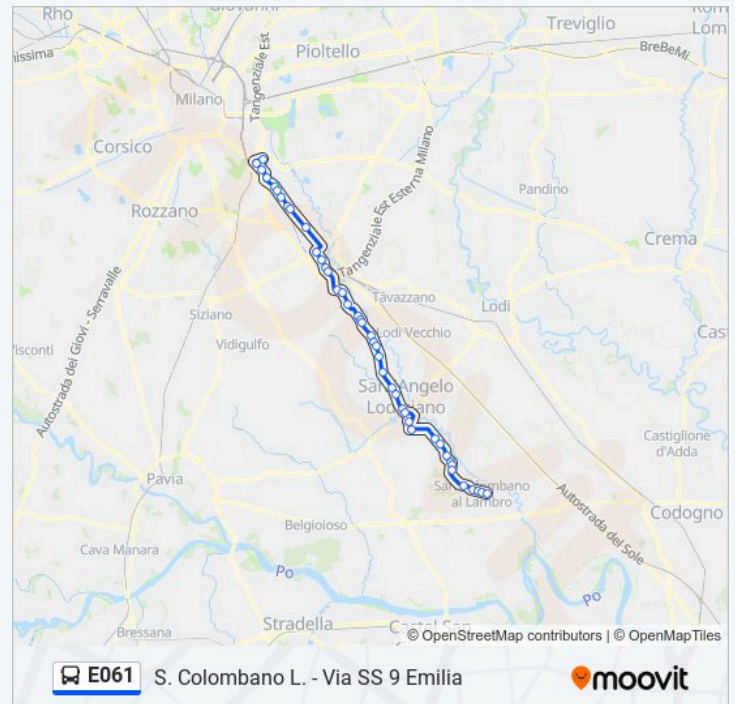 Rho
Giovanni
Treviglio
Rom
Lom
Pioltello
nissima
Tangenziale Est
BreBeMi
Milano
Corsico
Pandino
Rozzano
Tangenziale Est Esterna Milano
Crema
Autostrada dei Giovi - Serravalle
Siziano
Tavazzano
Lodi
Visconti
Vidigulfo
Lodi Vecchio
Cas
Sant'Angelo
Lodigiano
Castiglione
d'Adda
Pavia
San Colombano
al Lambro
Autostrada del Sole
Codogno
Belgioioso
Cava Manara
Po
Po
Stradella
Castel San
Bressana
© OpenStreetMap contributors | © OpenMapTiles
E061 S. Colombano L. - Via SS 9 Emilia
moovit